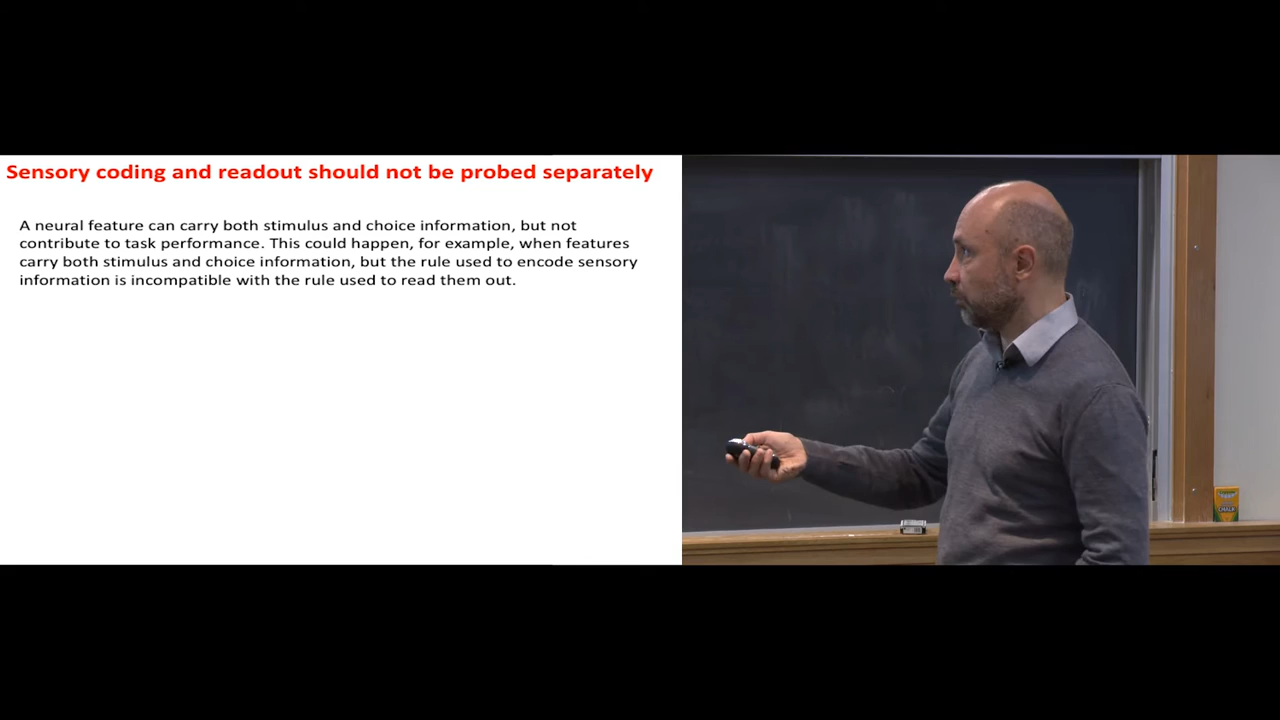 Sensory coding and readout should not be probed separately
A neural feature can carry both stimulus and choice information, but not
contribute to task performance. This could happen, for example, when features
carry both stimulus and choice information, but the rule used to encode sensory
information is incompatible with the rule used to read them out.
CHALK